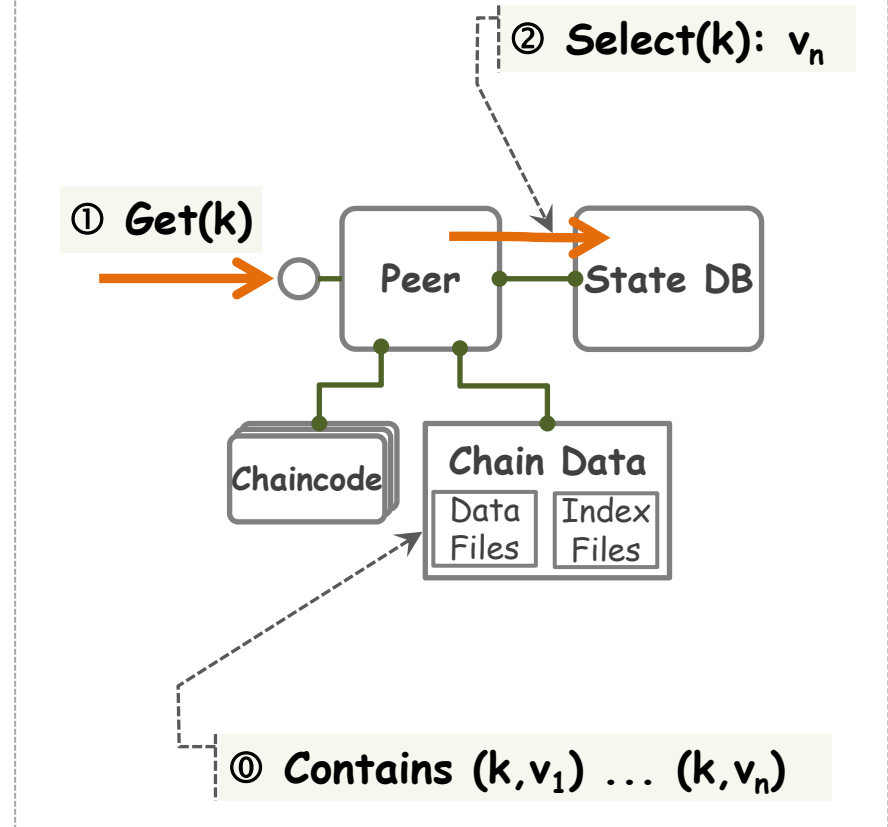 ② Select(k): vₙ
① Get(k)
Peer
State DB
Chaincode
Chain Data
Data
Files
Index
Files
⓪ Contains (k,v₁) ... (k,vₙ)